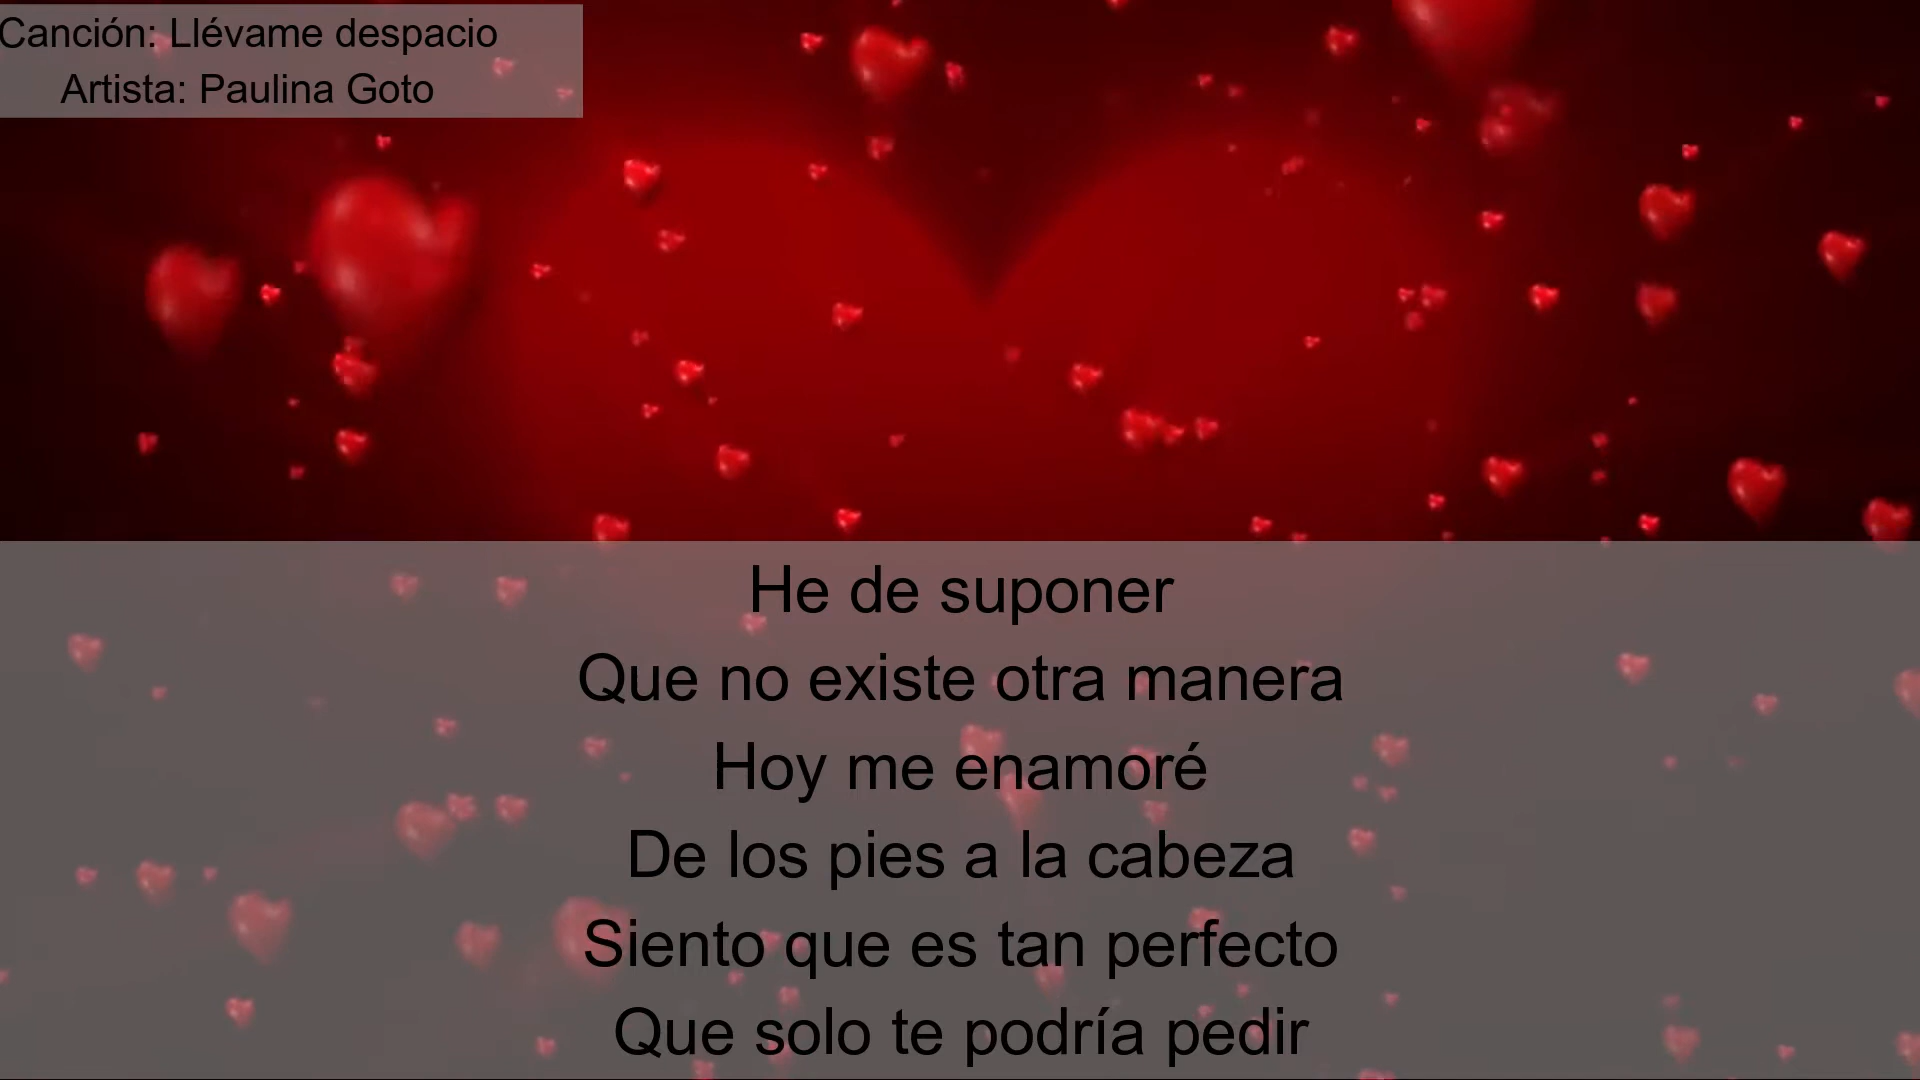 Canción: Llévame despacio
Artista: Paulina Goto
He de suponer
Que no existe otra manera
Hoy me enamoré
De los pies a la cabeza
Siento que es tan perfecto
Que solo te podría pedir